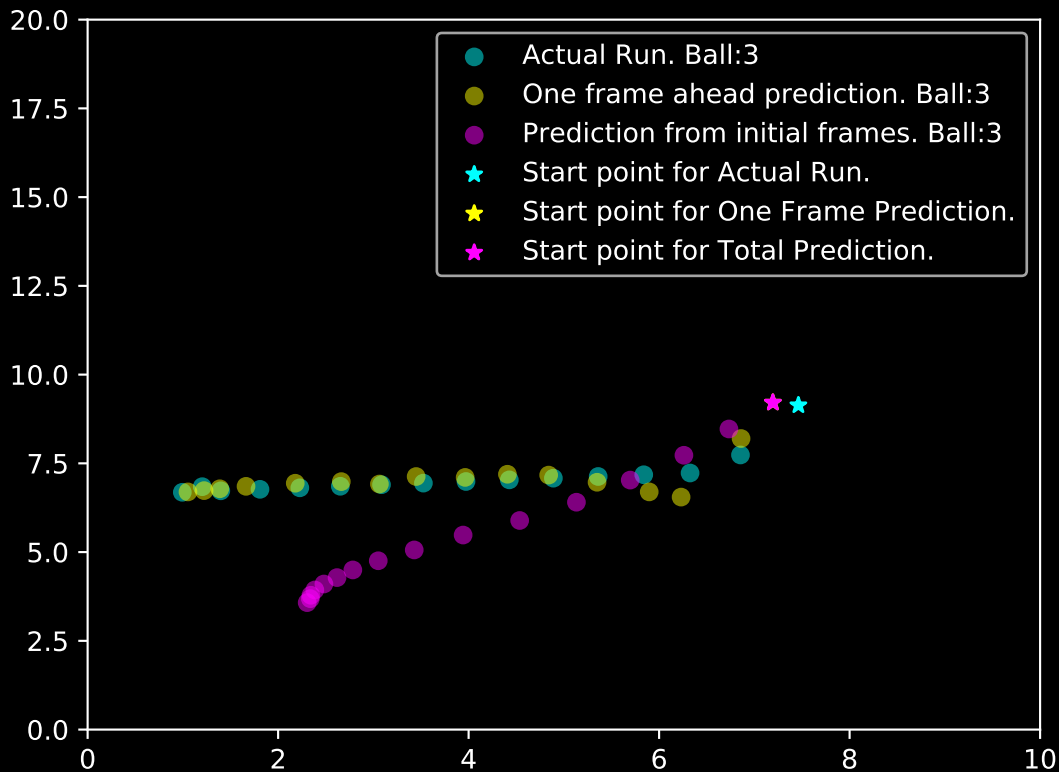 20.0
17.5
15.0
12.5
10.0
7.5
5.0
2.5
0.0
0 2 4 6 8 10
Actual Run. Ball:3
One frame ahead prediction. Ball:3
Prediction from initial frames. Ball:3
Start point for Actual Run.
Start point for One Frame Prediction.
Start point for Total Prediction.